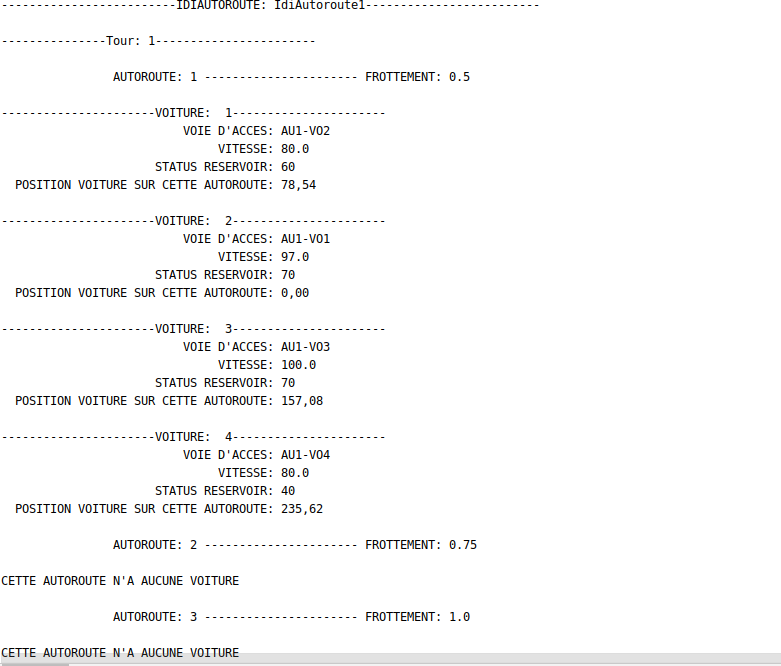 -------------------------IDIAUTOROUTE: IdiAutoroute1-------------------------
---------------Tour: 1-----------------------
AUTOROUTE: 1 ---------------------- FROTTEMENT: 0.5
----------------------VOITURE:  1----------------------
VOIE D'ACCES: AU1-VO2
VITESSE: 80.0
STATUS RESERVOIR: 60
POSITION VOITURE SUR CETTE AUTOROUTE: 78,54
----------------------VOITURE:  2----------------------
VOIE D'ACCES: AU1-VO1
VITESSE: 97.0
STATUS RESERVOIR: 70
POSITION VOITURE SUR CETTE AUTOROUTE: 0,00
----------------------VOITURE:  3----------------------
VOIE D'ACCES: AU1-VO3
VITESSE: 100.0
STATUS RESERVOIR: 70
POSITION VOITURE SUR CETTE AUTOROUTE: 157,08
----------------------VOITURE:  4----------------------
VOIE D'ACCES: AU1-VO4
VITESSE: 80.0
STATUS RESERVOIR: 40
POSITION VOITURE SUR CETTE AUTOROUTE: 235,62
AUTOROUTE: 2 ---------------------- FROTTEMENT: 0.75
CETTE AUTOROUTE N'A AUCUNE VOITURE
AUTOROUTE: 3 ---------------------- FROTTEMENT: 1.0
CETTE AUTOROUTE N'A AUCUNE VOITURE